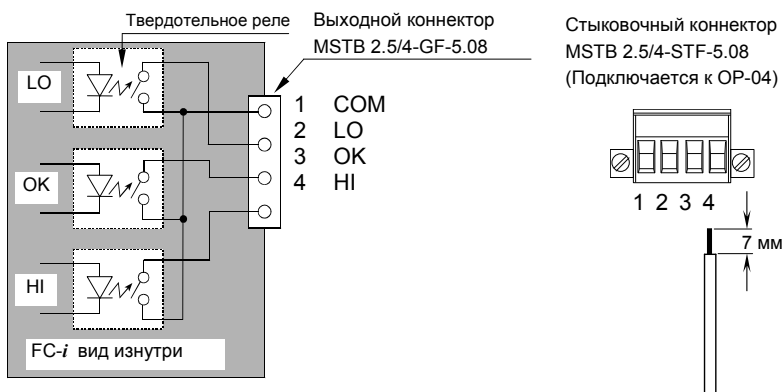 Твердотельное реле
Выходной коннектор
MSTB 2.5/4-GF-5.08
Стыковочный коннектор
MSTB 2.5/4-STF-5.08
(Подключается к OP-04)
LO
OK
HI
1 COM
2 LO
3 OK
4 HI
1 2 3 4
7 мм
FC-i вид изнутри